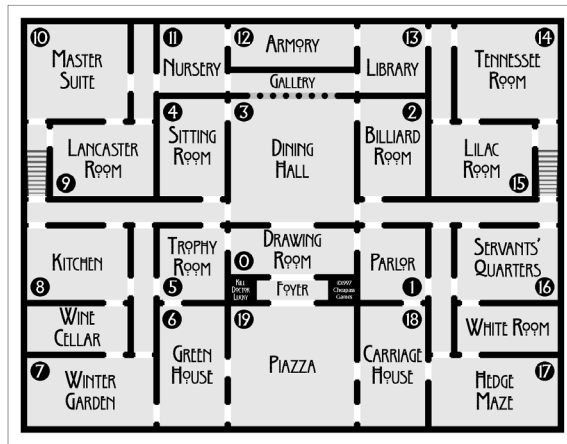 10
MASTER
SUITE
11
NURSERY
12
ARMORY
GALLERY
13
LIBRARY
14
TENNESSEE
ROOM
4
SITTING
ROOM
3
DINING
HALL
2
BILLIARD
ROOM
LANCASTER
ROOM
9
LILAC
ROOM
15
KITCHEN
8
TROPHY
ROOM
5
0
DRAWING
ROOM
KILL
DOCTOR
LUCKY
FOYER
©1997
Cheapass
Games
PARLOR
1
SERVANTS'
QUARTERS
16
WINE
CELLAR
7
WINTER
GARDEN
6
GREEN
HOUSE
19
PIAZZA
18
CARRIAGE
HOUSE
WHITE ROOM
17
HEDGE
MAZE